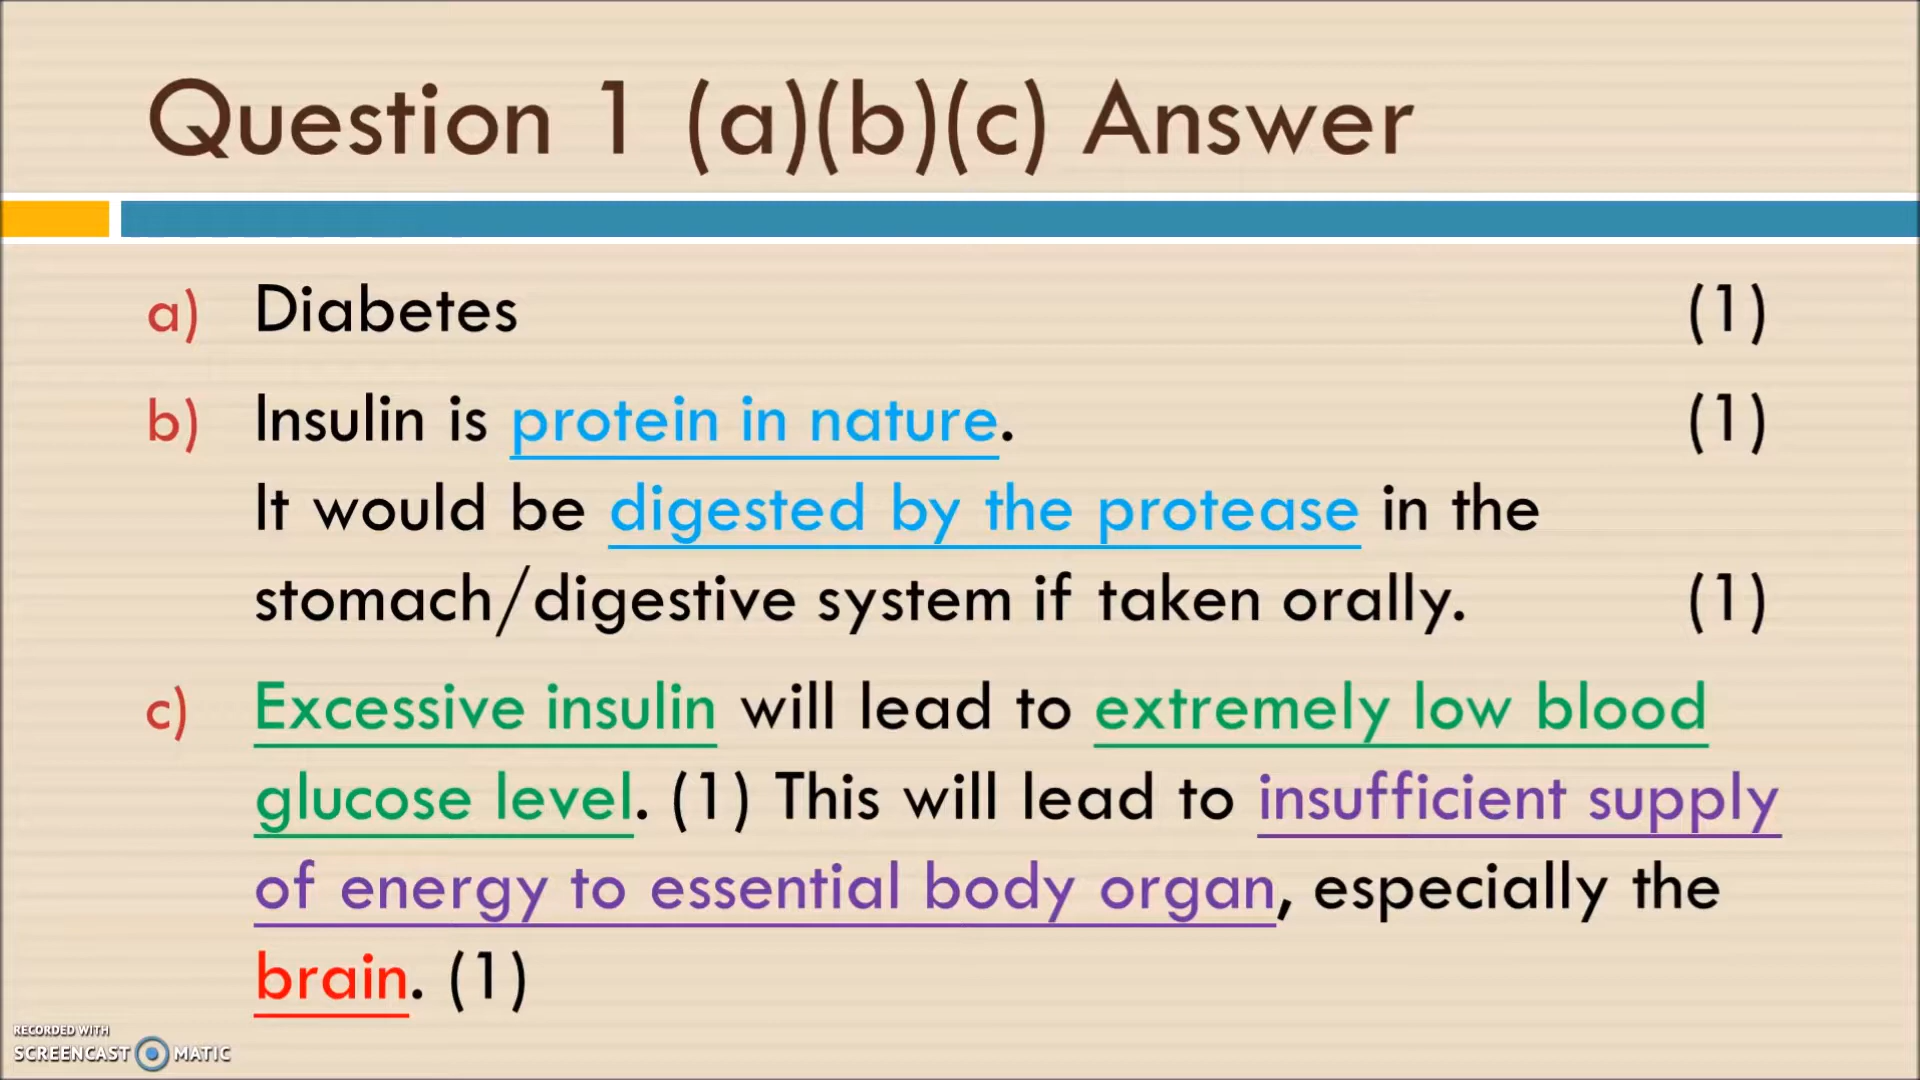 Question 1 (a)(b)(c) Answer
a) Diabetes (1)
b) Insulin is protein in nature. (1)
It would be digested by the protease in the
stomach/digestive system if taken orally. (1)
c) Excessive insulin will lead to extremely low blood
glucose level. (1) This will lead to insufficient supply
of energy to essential body organ, especially the
brain. (1)
RECORDED WITH
SCREENCAST MATIC